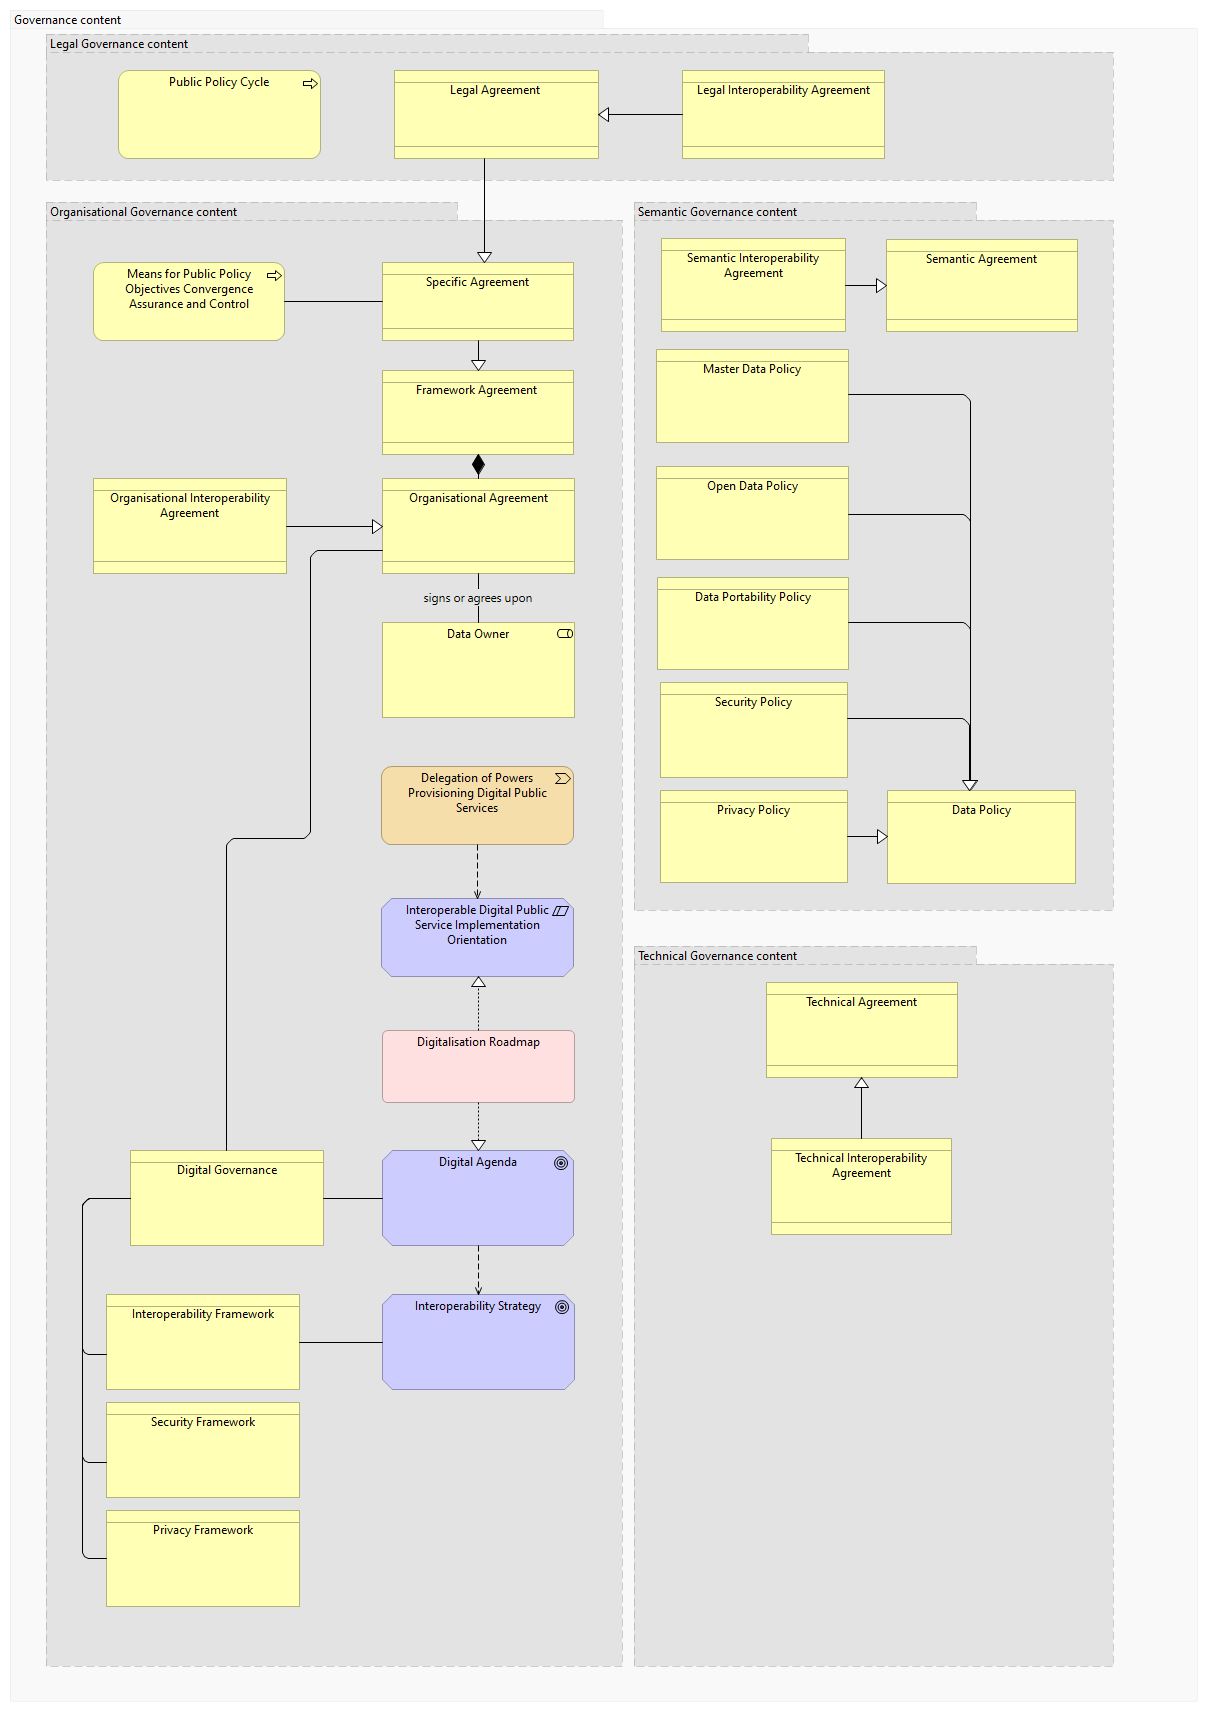 Governance content
Legal Governance content
Public Policy Cycle
Legal Agreement
Legal Interoperability Agreement
Organisational Governance content
Means for Public Policy
Objectives Convergence
Assurance and Control
Specific Agreement
Framework Agreement
Organisational Interoperability
Agreement
Organisational Agreement
signs or agrees upon
Data Owner
Delegation of Powers
Provisioning Digital Public
Services
Interoperable Digital Public
Service Implementation
Orientation
Digitalisation Roadmap
Digital Governance
Digital Agenda
Interoperability Framework
Interoperability Strategy
Security Framework
Privacy Framework
Semantic Governance content
Semantic Interoperability
Agreement
Semantic Agreement
Master Data Policy
Open Data Policy
Data Portability Policy
Security Policy
Privacy Policy
Data Policy
Technical Governance content
Technical Agreement
Technical Interoperability
Agreement